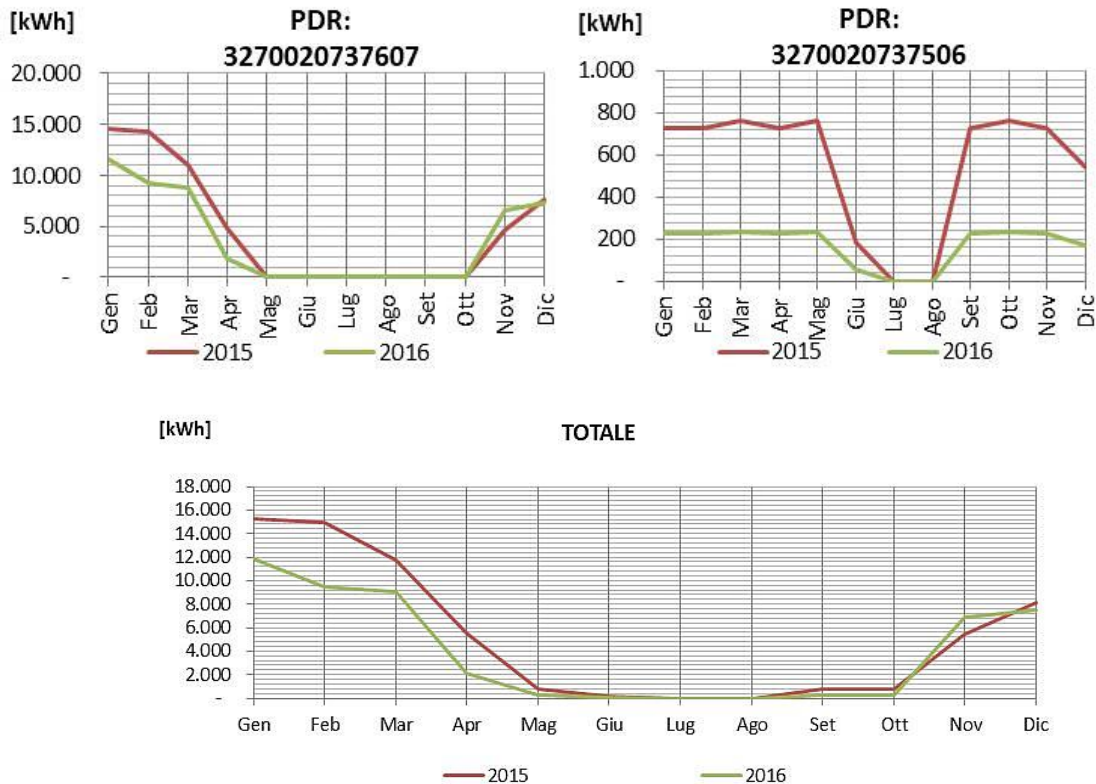 [kWh]
PDR:
3270020737607
20.000
15.000
10.000
5.000
-
Gen Feb Mar Apr Mag Giu Lug Ago Set Ott Nov Dic
2015 2016
[kWh]
PDR:
3270020737506
1.000
800
600
400
200
-
Gen Feb Mar Apr Mag Giu Lug Ago Set Ott Nov Dic
2015 2016
[kWh]
TOTALE
18.000
16.000
14.000
12.000
10.000
8.000
6.000
4.000
2.000
-
Gen Feb Mar Apr Mag Giu Lug Ago Set Ott Nov Dic
2015 2016